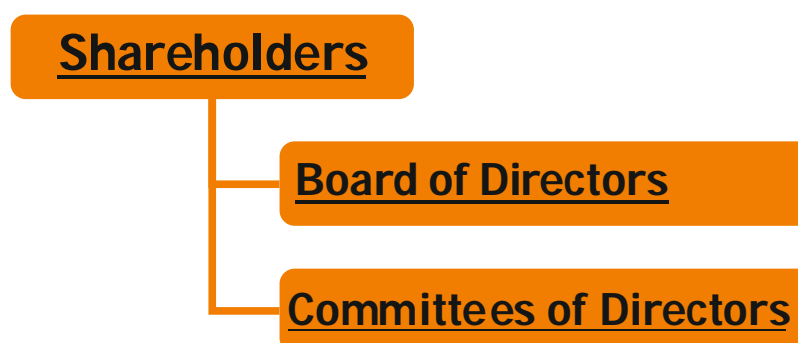 Shareholders
Board of Directors
Committees of Directors